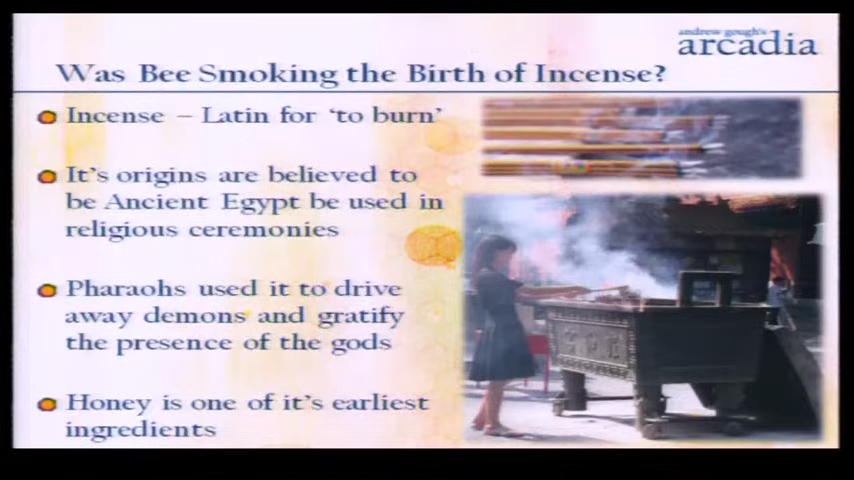 andrew gough's
arcadia
Was Bee Smoking the Birth of Incense?
Incense – Latin for ‘to burn’
It’s origins are believed to
be Ancient Egypt be used in
religious ceremonies
Pharaohs used it to drive
away demons and gratify
the presence of the gods
Honey is one of it’s earliest
ingredients